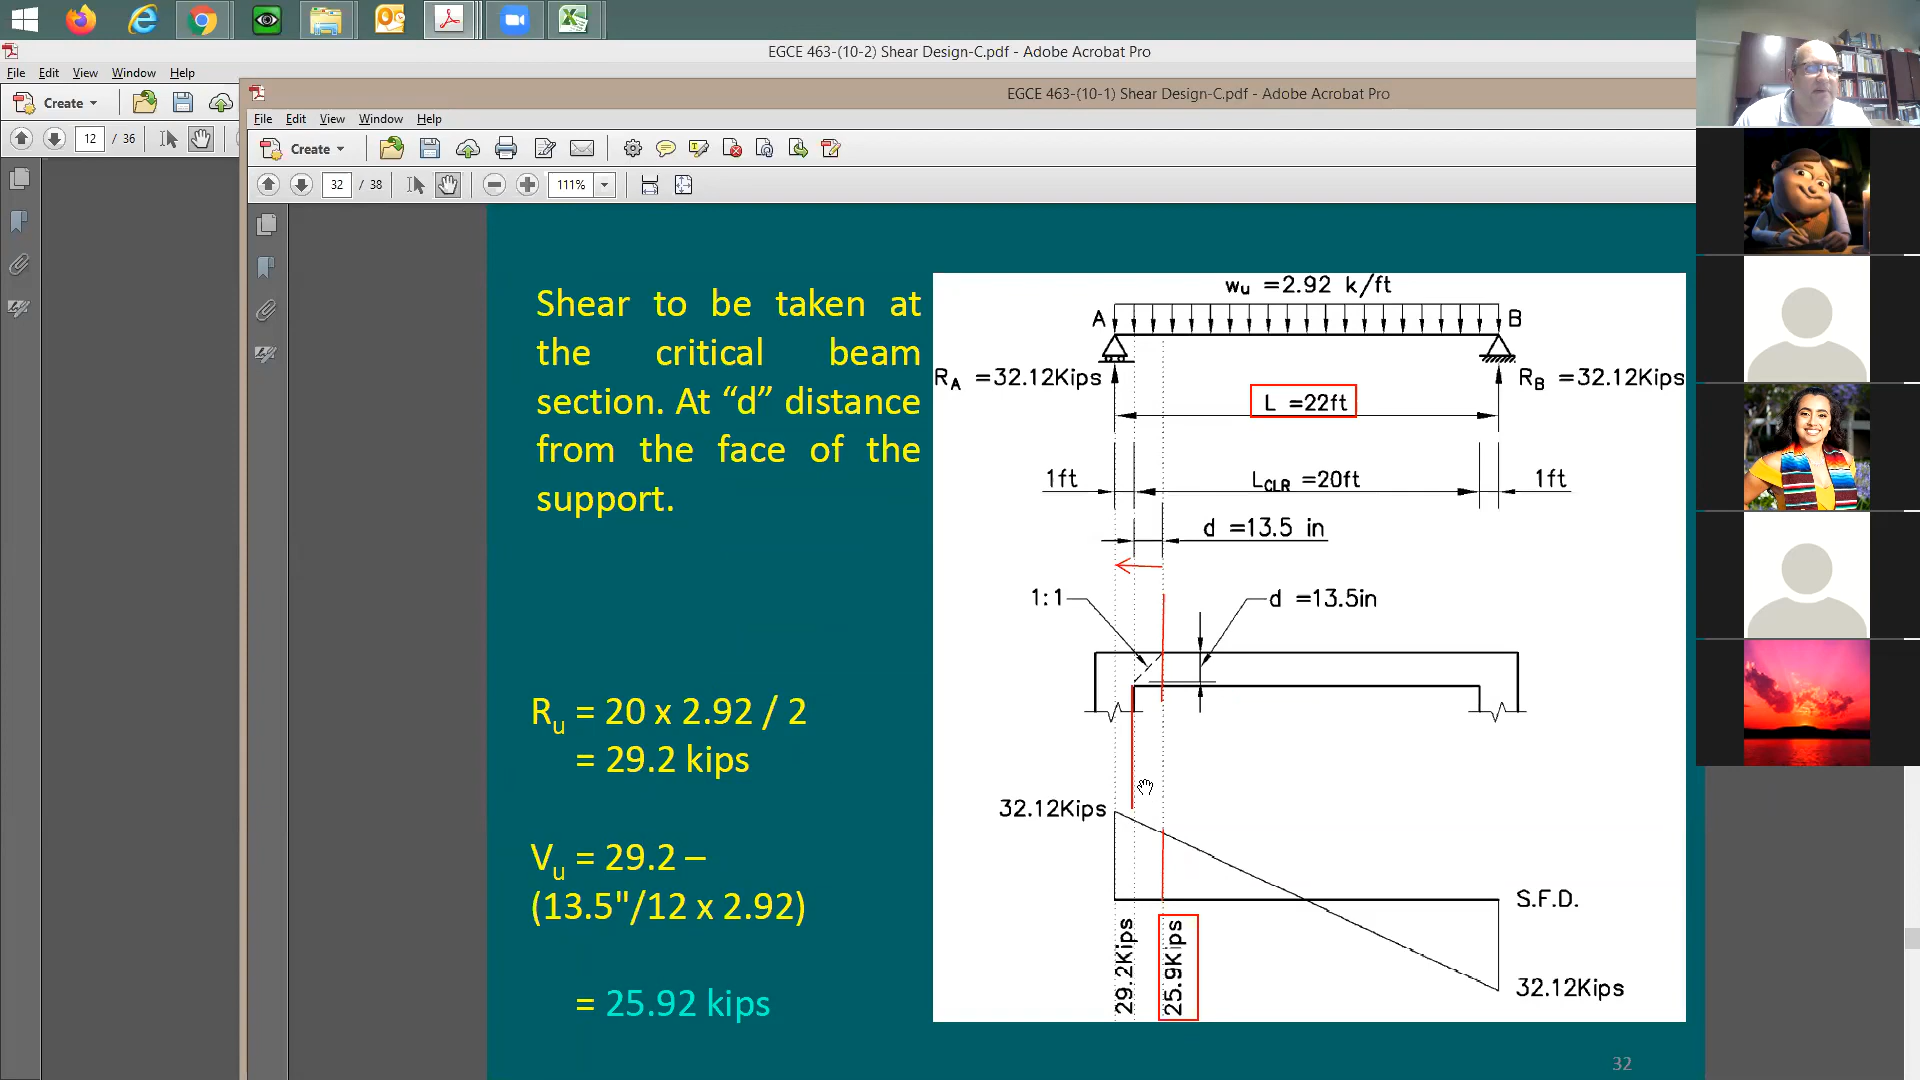 EGCE 463-(10-2) Shear Design-C.pdf - Adobe Acrobat Pro
File Edit View Window Help
Create
12 / 36
EGCE 463-(10-1) Shear Design-C.pdf - Adobe Acrobat Pro
File Edit View Window Help
Create
32 / 38
111%
Shear to be taken at
the critical beam
section. At “d” distance
from the face of the
support.
Ru = 20 x 2.92 / 2
= 29.2 kips
Vu = 29.2 –
(13.5"/12 x 2.92)
= 25.92 kips
wu =2.92 k/ft
A
B
RA =32.12Kips
RB =32.12Kips
L =22ft
1ft
LCLR =20ft
1ft
d =13.5 in
1:1
d =13.5in
32.12Kips
S.F.D.
29.2Kips
25.9Kips
32.12Kips
32